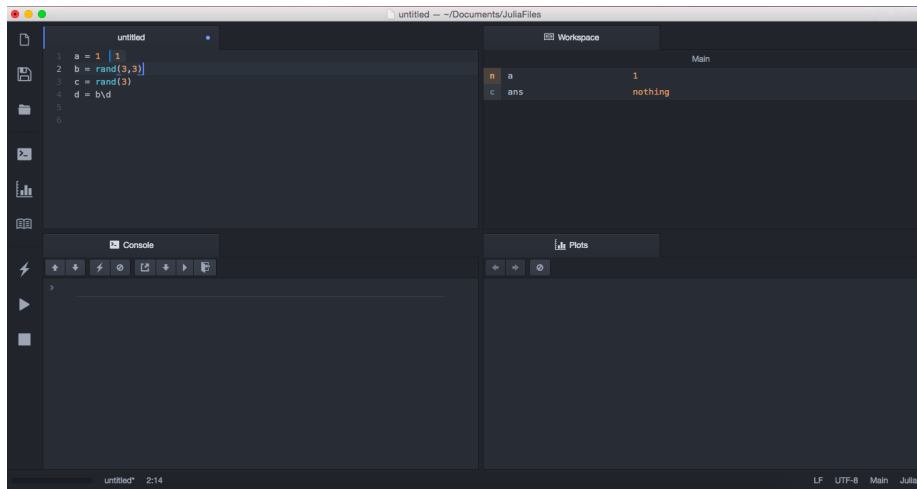 untitled — ~/Documents/JuliaFiles
untitled
1 a = 1 1
2 b = rand(3,3)
3 c = rand(3)
4 d = b\d
5
6
Workspace
Main
n a 1
c ans nothing
Console
>
Plots
untitled* 2:14
LF UTF-8 Main Julia